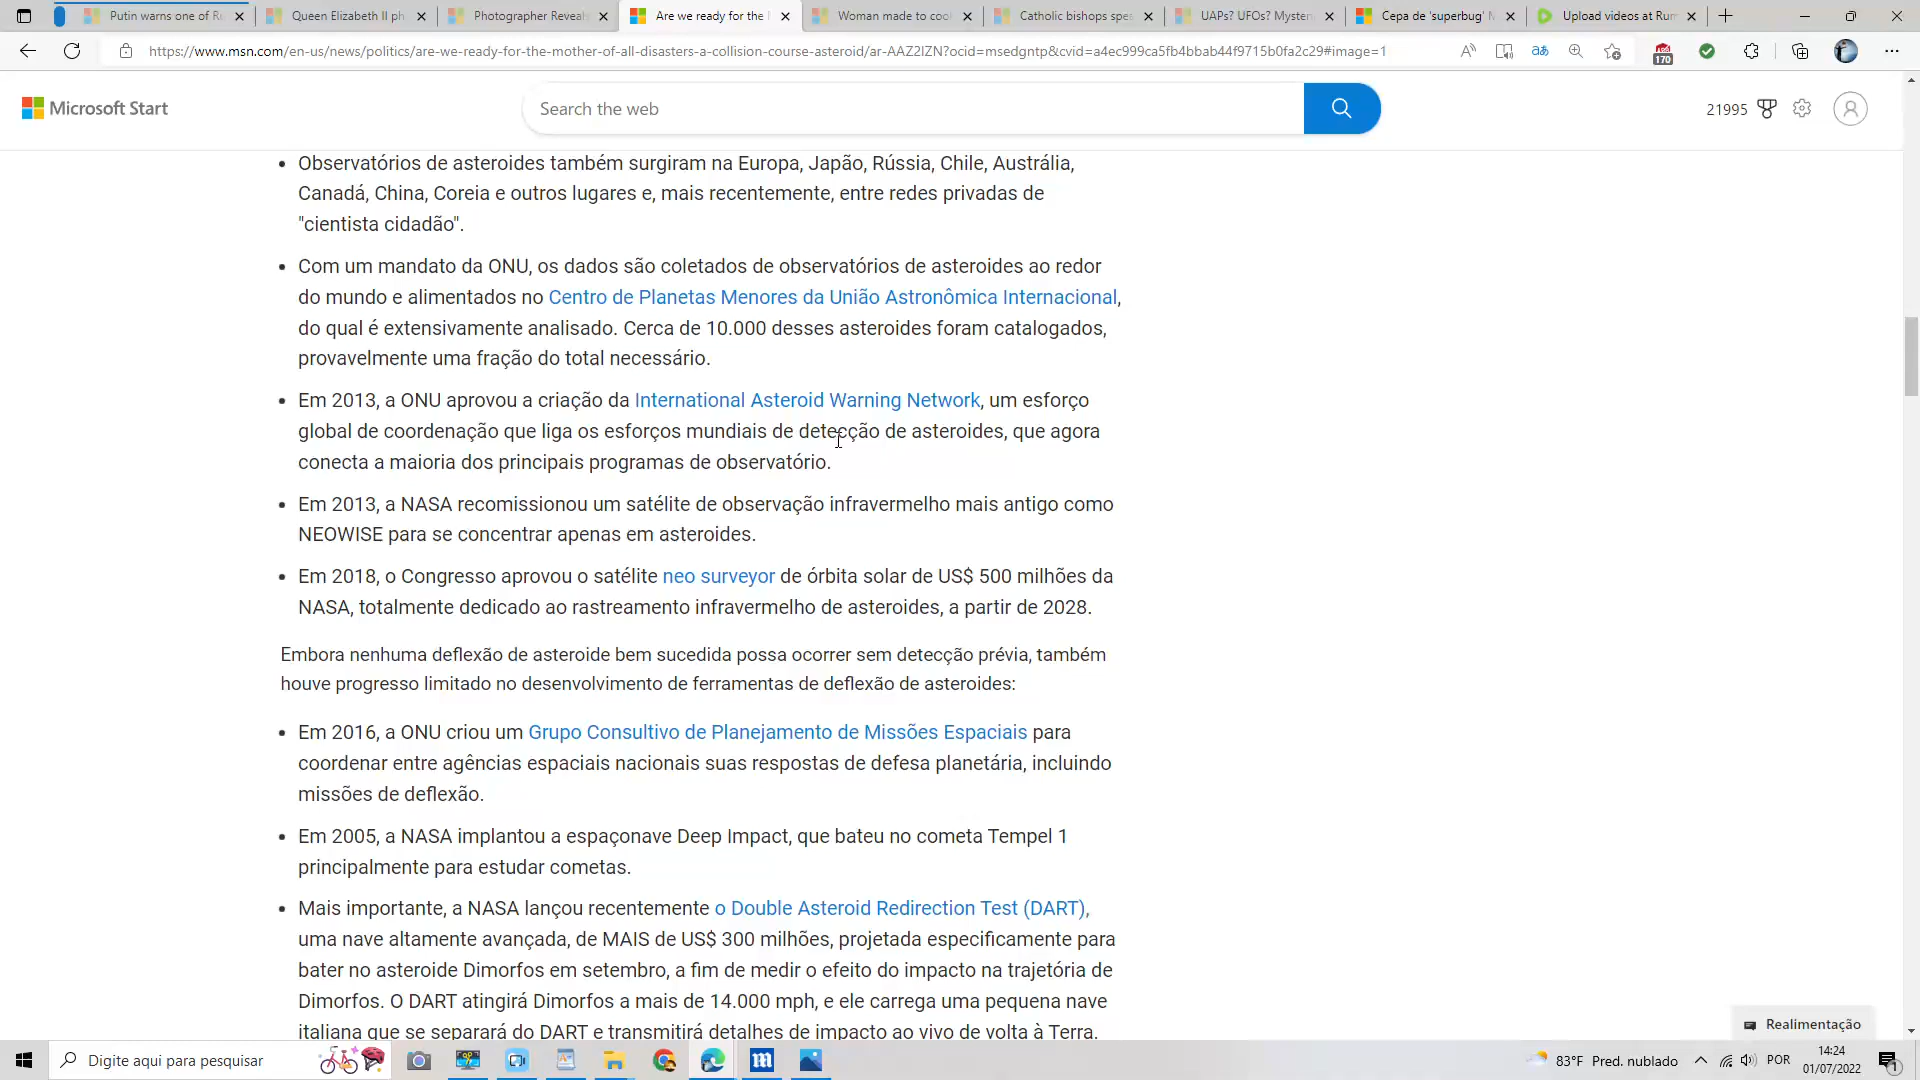 Putin warns one of Re
Queen Elizabeth II ph
Photographer Reveals
Are we ready for the
Woman made to cool
Catholic bishops spes
UAPs? UFOs? Myster
Cepa de 'superbug'
Upload videos at Rum
https://www.msn.com/en-us/news/politics/are-we-ready-for-the-mother-of-all-disasters-a-collision-course-asteroid/ar-AAZ2IZN?ocid=msedgntp&cvid=a4ec999ca5fb4bbab44f9715b0fa2c29#image=1
aあ
170
Microsoft Start
Search the web
21995
• Observatórios de asteroides também surgiram na Europa, Japão, Rússia, Chile, Austrália,
Canadá, China, Coreia e outros lugares e, mais recentemente, entre redes privadas de
"cientista cidadão".
• Com um mandato da ONU, os dados são coletados de observatórios de asteroides ao redor
do mundo e alimentados no Centro de Planetas Menores da União Astronômica Internacional,
do qual é extensivamente analisado. Cerca de 10.000 desses asteroides foram catalogados,
provavelmente uma fração do total necessário.
• Em 2013, a ONU aprovou a criação da International Asteroid Warning Network, um esforço
global de coordenação que liga os esforços mundiais de detecção de asteroides, que agora
conecta a maioria dos principais programas de observatório.
• Em 2013, a NASA recomissionou um satélite de observação infravermelho mais antigo como
NEOWISE para se concentrar apenas em asteroides.
• Em 2018, o Congresso aprovou o satélite neo surveyor de órbita solar de US$ 500 milhões da
NASA, totalmente dedicado ao rastreamento infravermelho de asteroides, a partir de 2028.
Embora nenhuma deflexão de asteroide bem sucedida possa ocorrer sem detecção prévia, também
houve progresso limitado no desenvolvimento de ferramentas de deflexão de asteroides:
• Em 2016, a ONU criou um Grupo Consultivo de Planejamento de Missões Espaciais para
coordenar entre agências espaciais nacionais suas respostas de defesa planetária, incluindo
missões de deflexão.
• Em 2005, a NASA implantou a espaçonave Deep Impact, que bateu no cometa Tempel 1
principalmente para estudar cometas.
• Mais importante, a NASA lançou recentemente o Double Asteroid Redirection Test (DART),
uma nave altamente avançada, de MAIS de US$ 300 milhões, projetada especificamente para
bater no asteroide Dimorfos em setembro, a fim de medir o efeito do impacto na trajetória de
Dimorfos. O DART atingirá Dimorfos a mais de 14.000 mph, e ele carrega uma pequena nave
italiana que se separará do DART e transmitirá detalhes de impacto ao vivo de volta à Terra.
Realimentação
Digite aqui para pesquisar
83°F Pred. nublado
POR
14:24
01/07/2022
1